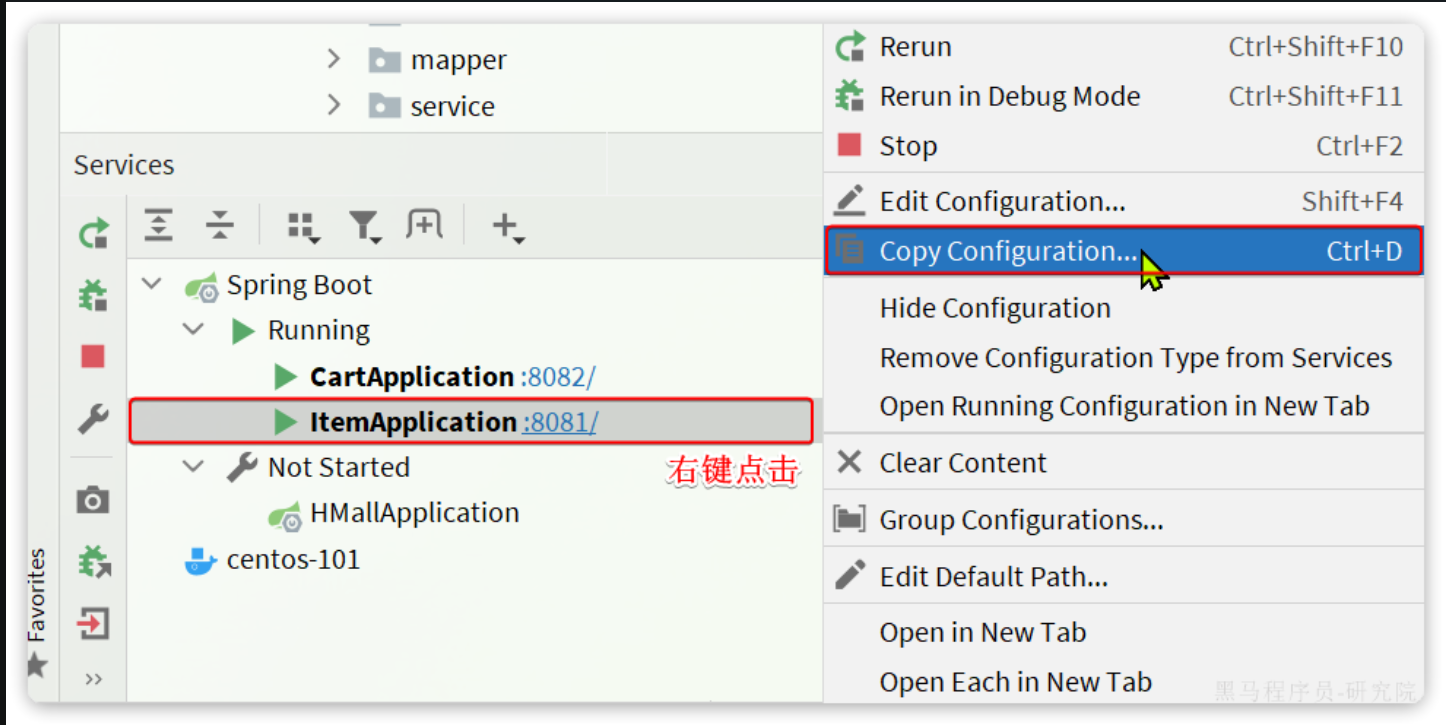 mapper
service
Services
Spring Boot
Running
CartApplication :8082/
ItemApplication :8081/
右键点击
Not Started
HMallApplication
centos-101
Favorites
Rerun Ctrl+Shift+F10
Rerun in Debug Mode Ctrl+Shift+F11
Stop Ctrl+F2
Edit Configuration... Shift+F4
Copy Configuration... Ctrl+D
Hide Configuration
Remove Configuration Type from Services
Open Running Configuration in New Tab
Clear Content
Group Configurations...
Edit Default Path...
Open in New Tab
Open Each in New Tab
黑马程序员-研究院